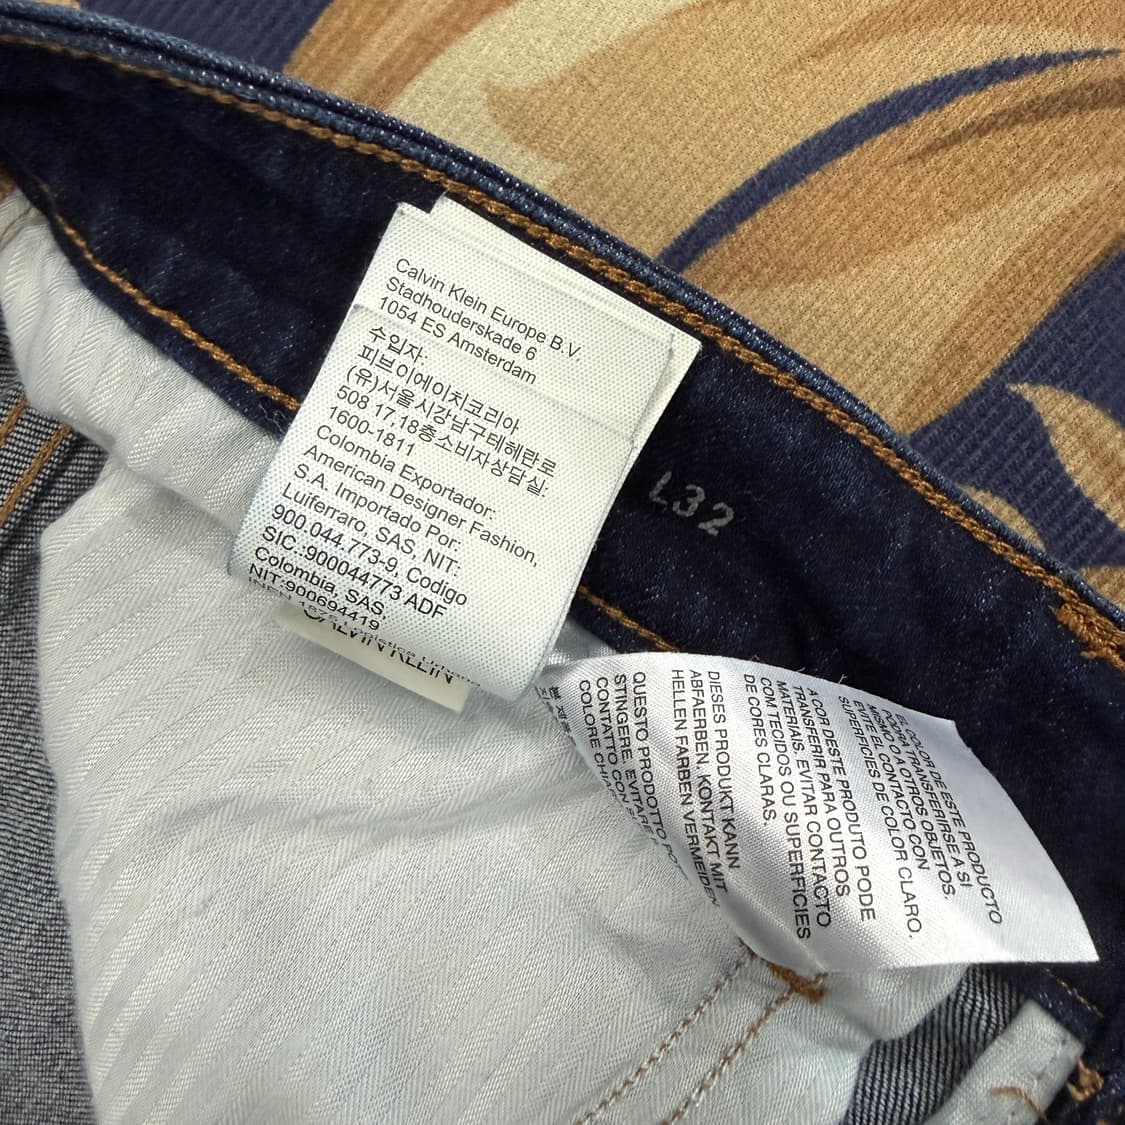 Calvin Klein Europe B.V.
Stadhouderskade 6
1054 ES Amsterdam
수입자:
피브이에이치코리아
(유)서울시강남구테헤란로
508 17,18층소비자상담실:
1600-1811
Colombia Exportador:
American Designer Fashion,
S.A. Importado Por:
Luiferraro, SAS, NIT:
900.044.773-9, Codigo
SIC.:900044773 ADF
Colombia, SAS,
NIT:900694419
CALVIN KLEIN
L32
EL COLOR DE ESTE PRODUCTO
PODRA TRANSFERIRSE A SI
MISMO O A OTROS OBJETOS.
EVITE EL CONTACTO CON
SUPERFICIES DE COLOR CLARO.
A COR DESTE PRODUTO PODE
TRANSFERIR PARA OUTROS
MATERIAIS. EVITAR CONTACTO
COM TECIDOS OU SUPERFICIES
DE CORES CLARAS.
DIESES PRODUKT KANN
ABFAERBEN. KONTAKT MIT
HELLEN FARBEN VERMEIDEN
QUESTO PRODOTTO
STINGERE. EVITARE
CONTATTO CON
COLORE